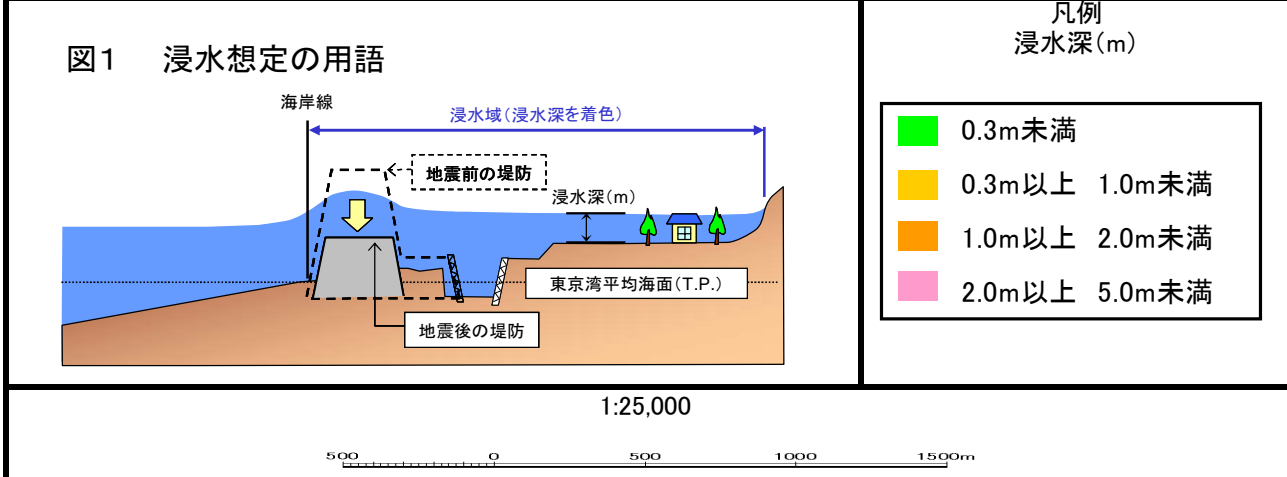 図1 浸水想定の用語
海岸線
浸水域(浸水深を着色)
地震前の堤防
浸水深(m)
東京湾平均海面(T.P.)
地震後の堤防
凡例
浸水深(m)
0.3m未満
0.3m以上 1.0m未満
1.0m以上 2.0m未満
2.0m以上 5.0m未満
1:25,000
500 0 500 1000 1500m